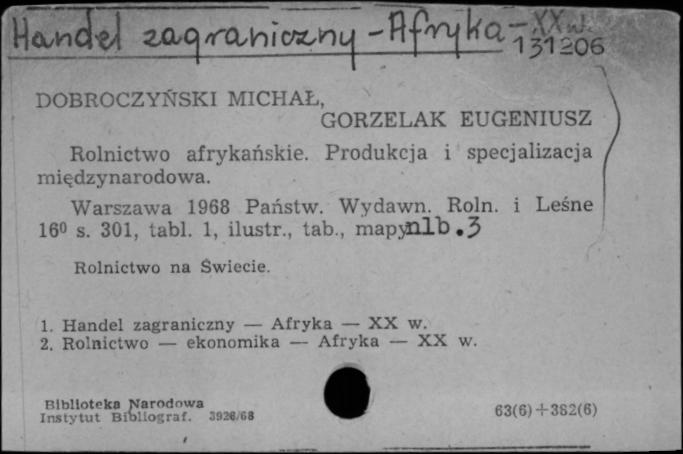 Handel zagraniczny - Afryka - XX w.
131206
DOBROCZYŃSKI MICHAŁ,
GORZELAK EUGENIUSZ
Rolnictwo afrykańskie. Produkcja i specjalizacja
międzynarodowa.
Warszawa 1968 Państw. Wydawn. Roln. i Leśne
16⁰ s. 301, tabl. 1, ilustr., tab., mapy nlb.3
Rolnictwo na Świecie.
1. Handel zagraniczny — Afryka — XX w.
2. Rolnictwo — ekonomika — Afryka — XX w.
Biblioteka Narodowa
Instytut Bibliograf. 3926/68
63(6)+382(6)